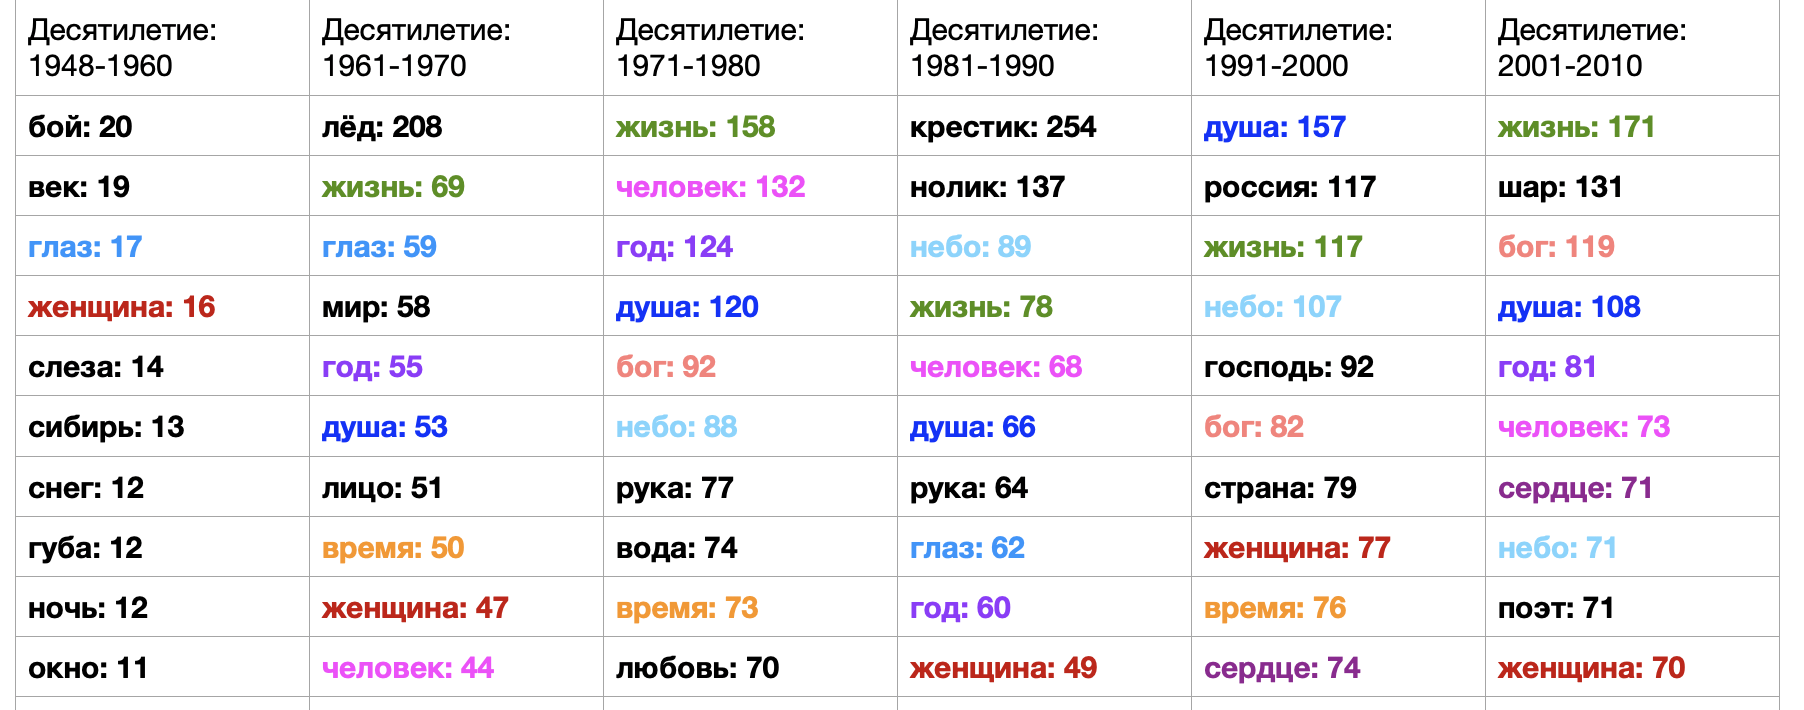 Десятилетие: 1948-1960 Десятилетие: 1961-1970 Десятилетие: 1971-1980 Десятилетие: 1981-1990 Десятилетие: 1991-2000 Десятилетие: 2001-2010
бой: 20 лёд: 208 жизнь: 158 крестик: 254 душа: 157 жизнь: 171
век: 19 жизнь: 69 человек: 132 нолик: 137 россия: 117 шар: 131
глаз: 17 глаз: 59 год: 124 небо: 89 жизнь: 117 бог: 119
женщина: 16 мир: 58 душа: 120 жизнь: 78 небо: 107 душа: 108
слеза: 14 год: 55 бог: 92 человек: 68 господь: 92 год: 81
сибирь: 13 душа: 53 небо: 88 душа: 66 бог: 82 человек: 73
снег: 12 лицо: 51 рука: 77 рука: 64 страна: 79 сердце: 71
губа: 12 время: 50 вода: 74 глаз: 62 женщина: 77 небо: 71
ночь: 12 женщина: 47 время: 73 год: 60 время: 76 поэт: 71
окно: 11 человек: 44 любовь: 70 женщина: 49 сердце: 74 женщина: 70